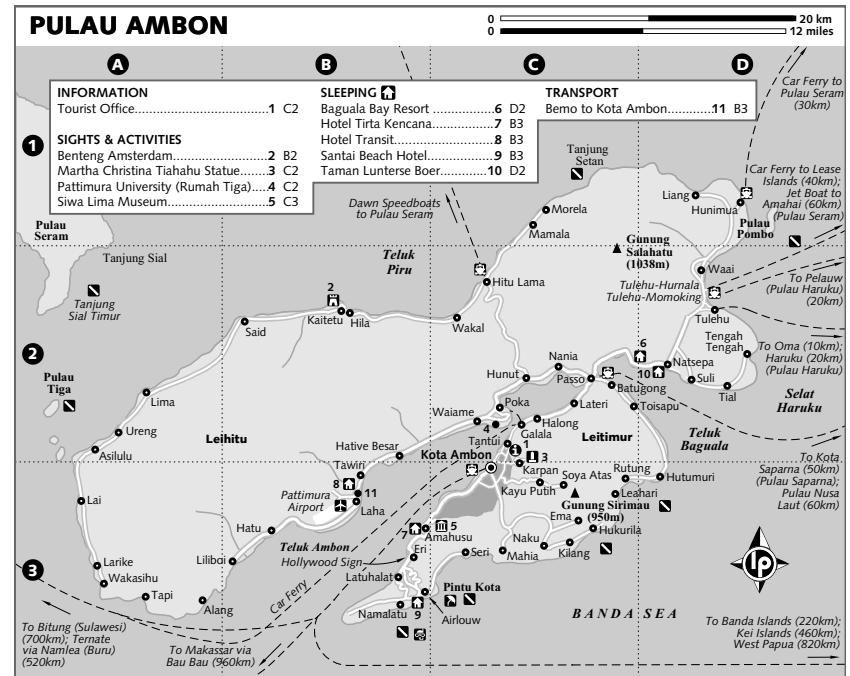 PULAU AMBON
0 20 km
0 12 miles
A B C D
INFORMATION
Tourist Office 1 C2
SIGHTS & ACTIVITIES
Benteng Amsterdam 2 B2
Martha Christina Tiahahu Statue 3 C2
Pattimura University (Rumah Tiga) 4 C2
Siwa Lima Museum 5 C3
SLEEPING
Baguala Bay Resort 6 D2
Hotel Tirta Kencana 7 B3
Hotel Transit 8 B3
Santai Beach Hotel 9 B3
Taman Lunterse Boer 10 D2
TRANSPORT
Bemo to Kota Ambon 11 B3
Car Ferry to
Pulau Seram
(30km)
1
Tanjung
Setan
Car Ferry to Lease
Islands (40km);
Jet Boat to
Amahai (60km)
(Pulau Seram)
Liang
Hunimua
Dawn Speedboats
to Pulau Seram
Morela
Mamala
Pulau
Seram
Pulau
Pombo
Gunung
Salahatu
(1038m)
Tanjung Sial
Teluk
Piru
Waai
Hitu Lama
Tulehu-Hurnala
Tulehu-Momoking
To Pelauw
(Pulau Haruku)
(20km)
Tanjung
Sial Timur
2
Kaitetu
Hila
Said
Wakal
Tulehu
Tengah
Tengah
2
Nania
6
Natsepa
10
To Oma (10km);
Haruku (20km)
(Pulau Haruku)
Pulau
Tiga
Hunut
Passo
Batugong
Suli
Tial
Selat
Haruku
Lima
Poka
Lateri
Toisapu
Waiame
4
Halong
Galala
Ureng
Leihitu
Leitimur
Teluk
Baguala
Asilulu
Hative Besar
Tantui
1
3
Kota Ambon
Karpan
To Kota
Saparna (50km)
(Pulau Saparna);
Pulau Nusa
Laut (60km)
Tawiri
8
11
Soya Atas
Rutung
Hutumuri
Lai
Pattimura
Airport
Laha
Kayu Putih
Leahari
Gunung Sirimau
(950m)
Hatu
7
5
Amahusu
Ema
Hukurila
Teluk Ambon
Naku
Liliboi
Hollywood Sign
Eri
Seri
Mahia
Kilang
3
Larike
Wakasihu
Latuhalat
Pintu Kota
lp
Tapi
Alang
Car Ferry
Namalatu
9
Airlouw
BANDA SEA
To Bitung (Sulawesi)
(700km); Ternate
via Namlea (Buru)
(520km)
To Makassar via
Bau Bau (960km)
To Banda Islands (220km);
Kei Islands (460km);
West Papua (820km)